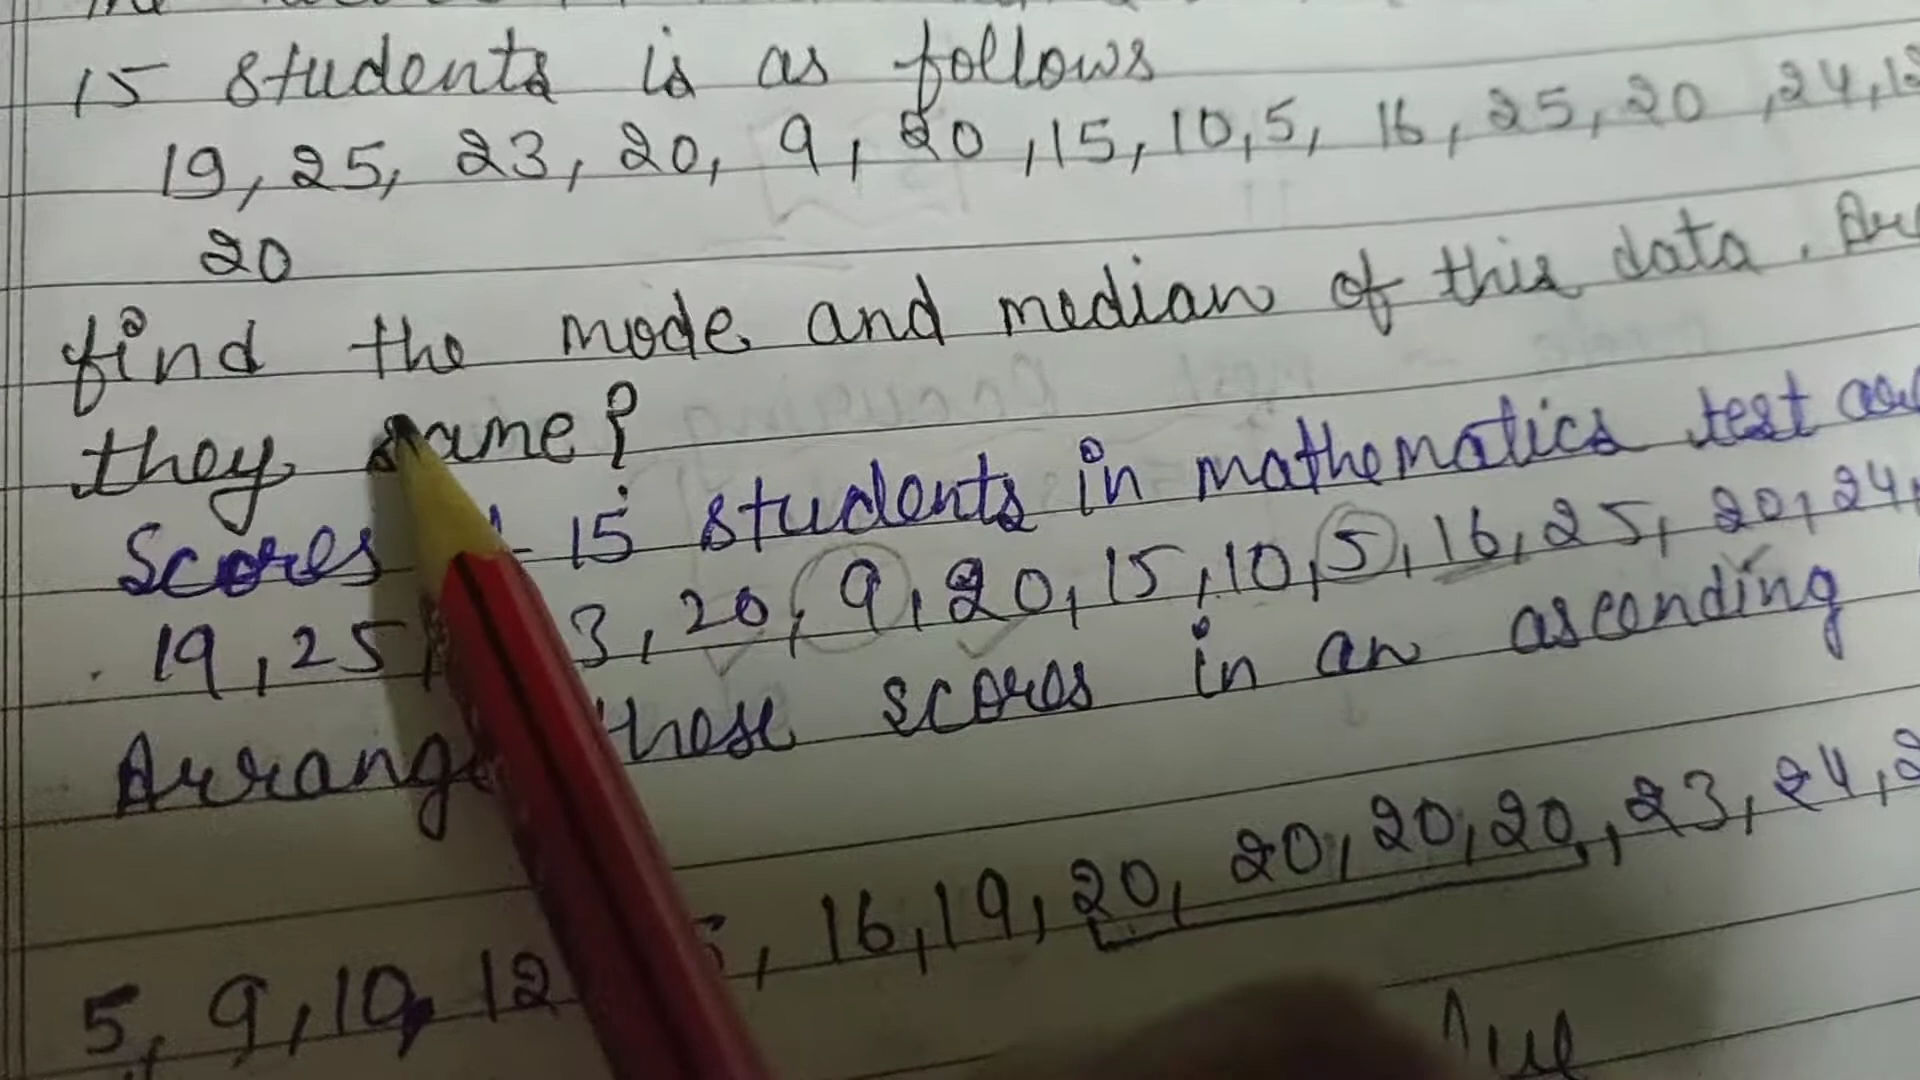 15 students is as follows
19, 25, 23, 20, 9, 20, 15, 10, 5, 16, 25, 20, 24, 12
20
find the mode and median of this data.
they same?
Scores 15 students in mathematics test
19, 25, 3, 20, 9, 20, 15, 10, 5, 16, 25, 20, 24,
Arrange these scores in an ascending
5, 9, 10, 12 , 16, 19, 20, 20, 20, 20, 23, 24,